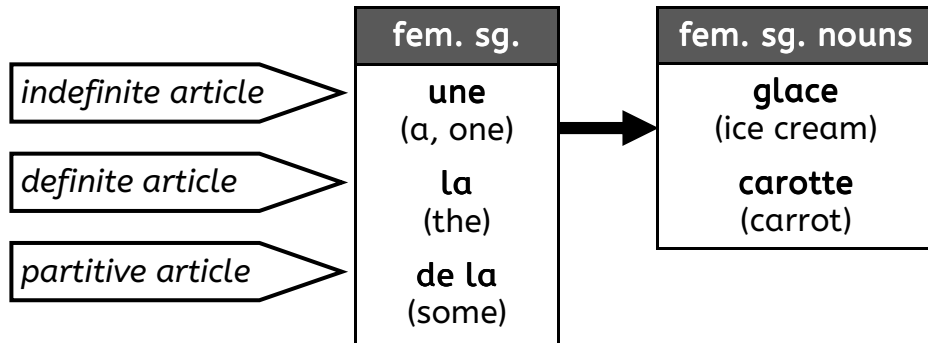 fem. sg.
fem. sg. nouns
indefinite article
une
(a, one)
glace
(ice cream)
definite article
la
(the)
carotte
(carrot)
partitive article
de la
(some)